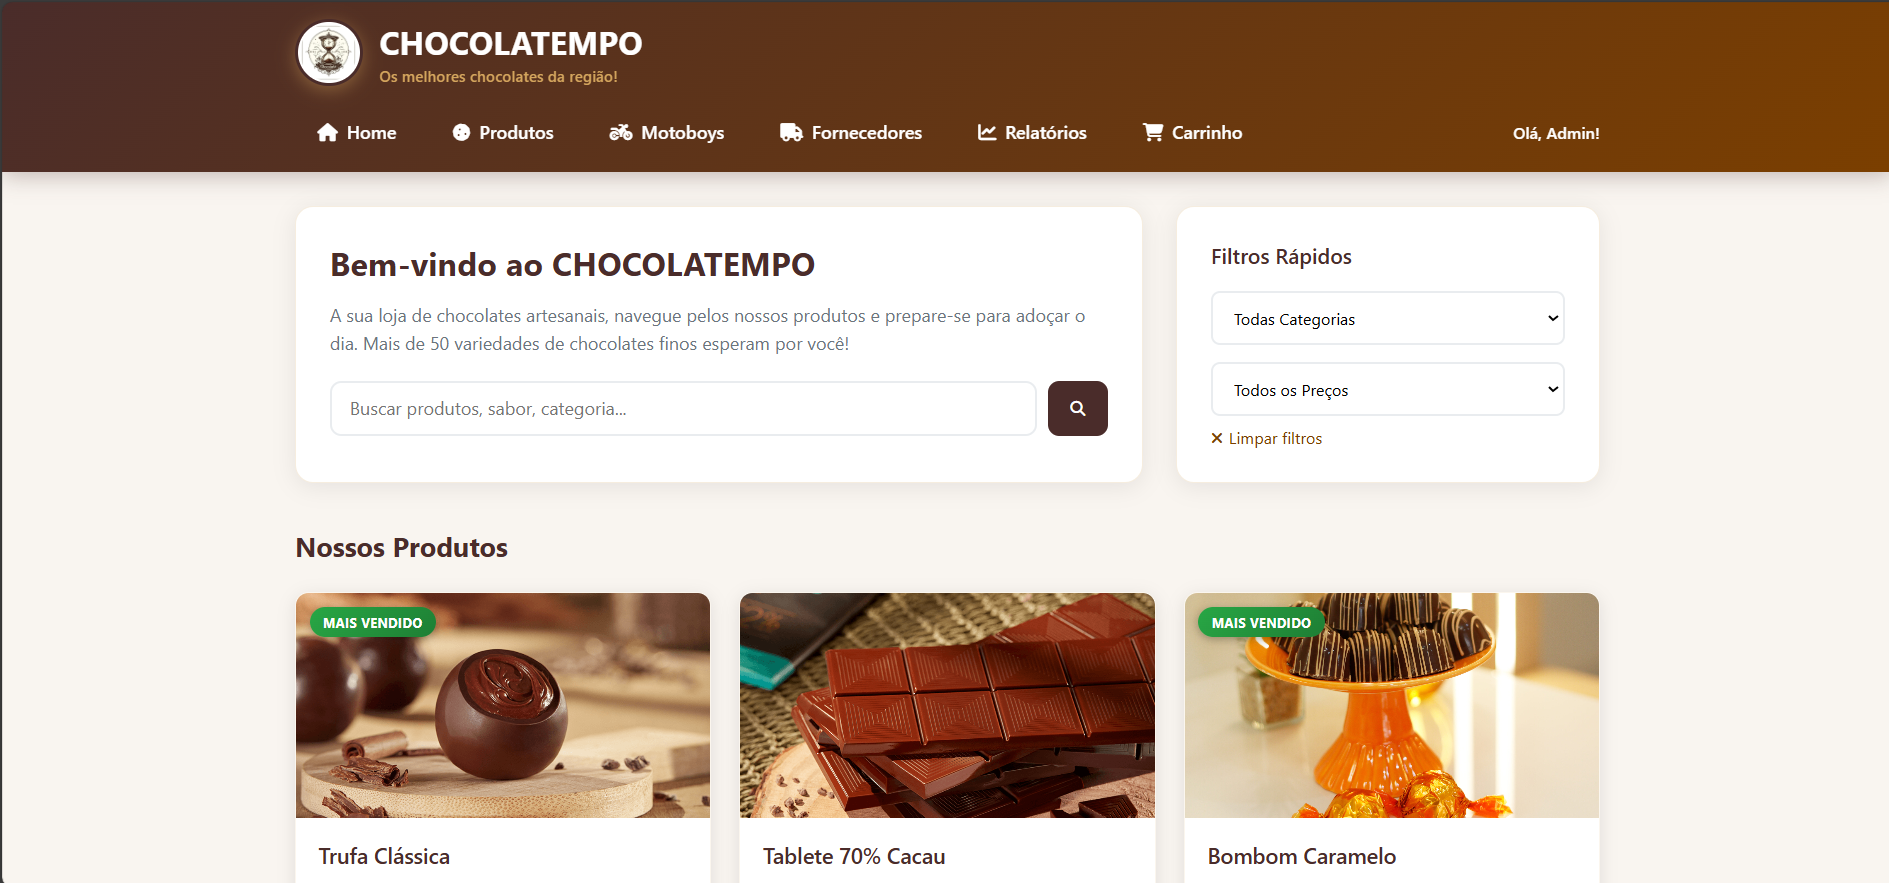 CHOCOLATEMPO
Os melhores chocolates da região!
Home
Produtos
Motoboys
Fornecedores
Relatórios
Carrinho
Olá, Admin!
Bem-vindo ao CHOCOLATEMPO
A sua loja de chocolates artesanais, navegue pelos nossos produtos e prepare-se para adoçar o
dia. Mais de 50 variedades de chocolates finos esperam por você!
Buscar produtos, sabor, categoria...
Filtros Rápidos
Todas Categorias
Todos os Preços
Limpar filtros
Nossos Produtos
MAIS VENDIDO
MAIS VENDIDO
Trufa Clássica
Tablete 70% Cacau
Bombom Caramelo